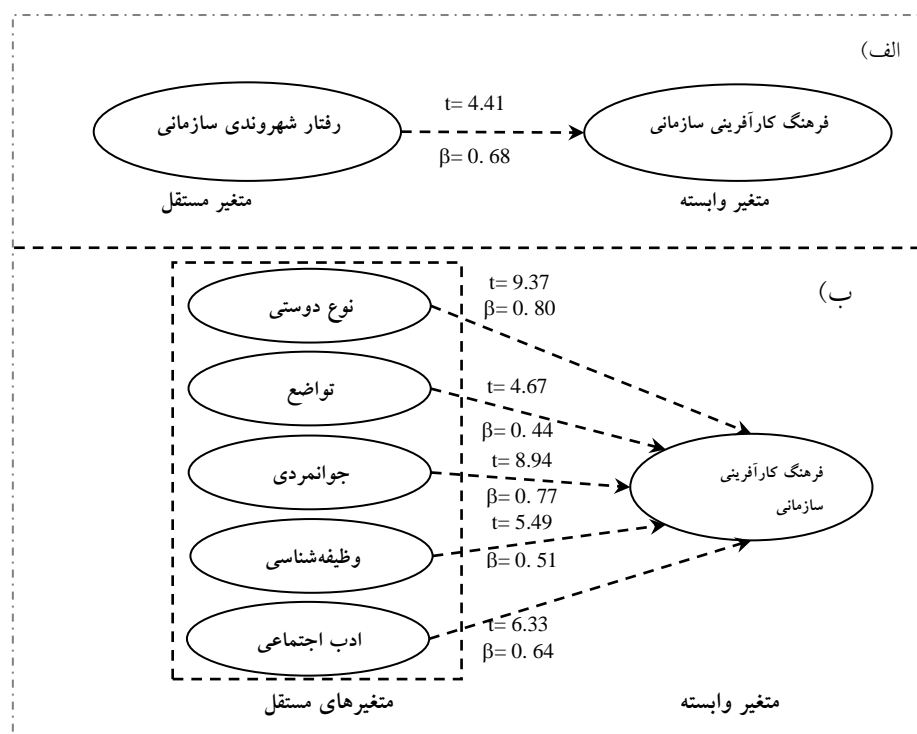 الف)
رفتار شهروندی سازمانی
t= 4.41
β= 0. 68
فرهنگ کارآفرینی سازمانی
متغیر مستقل
متغیر وابسته
ب)
نوع دوستی
t= 9.37
β= 0. 80
تواضع
t= 4.67
β= 0. 44
جوانمردی
t= 8.94
β= 0. 77
وظیفه‌شناسی
t= 5.49
β= 0. 51
ادب اجتماعی
t= 6.33
β= 0. 64
فرهنگ کارآفرینی
سازمانی
متغیرهای مستقل
متغیر وابسته